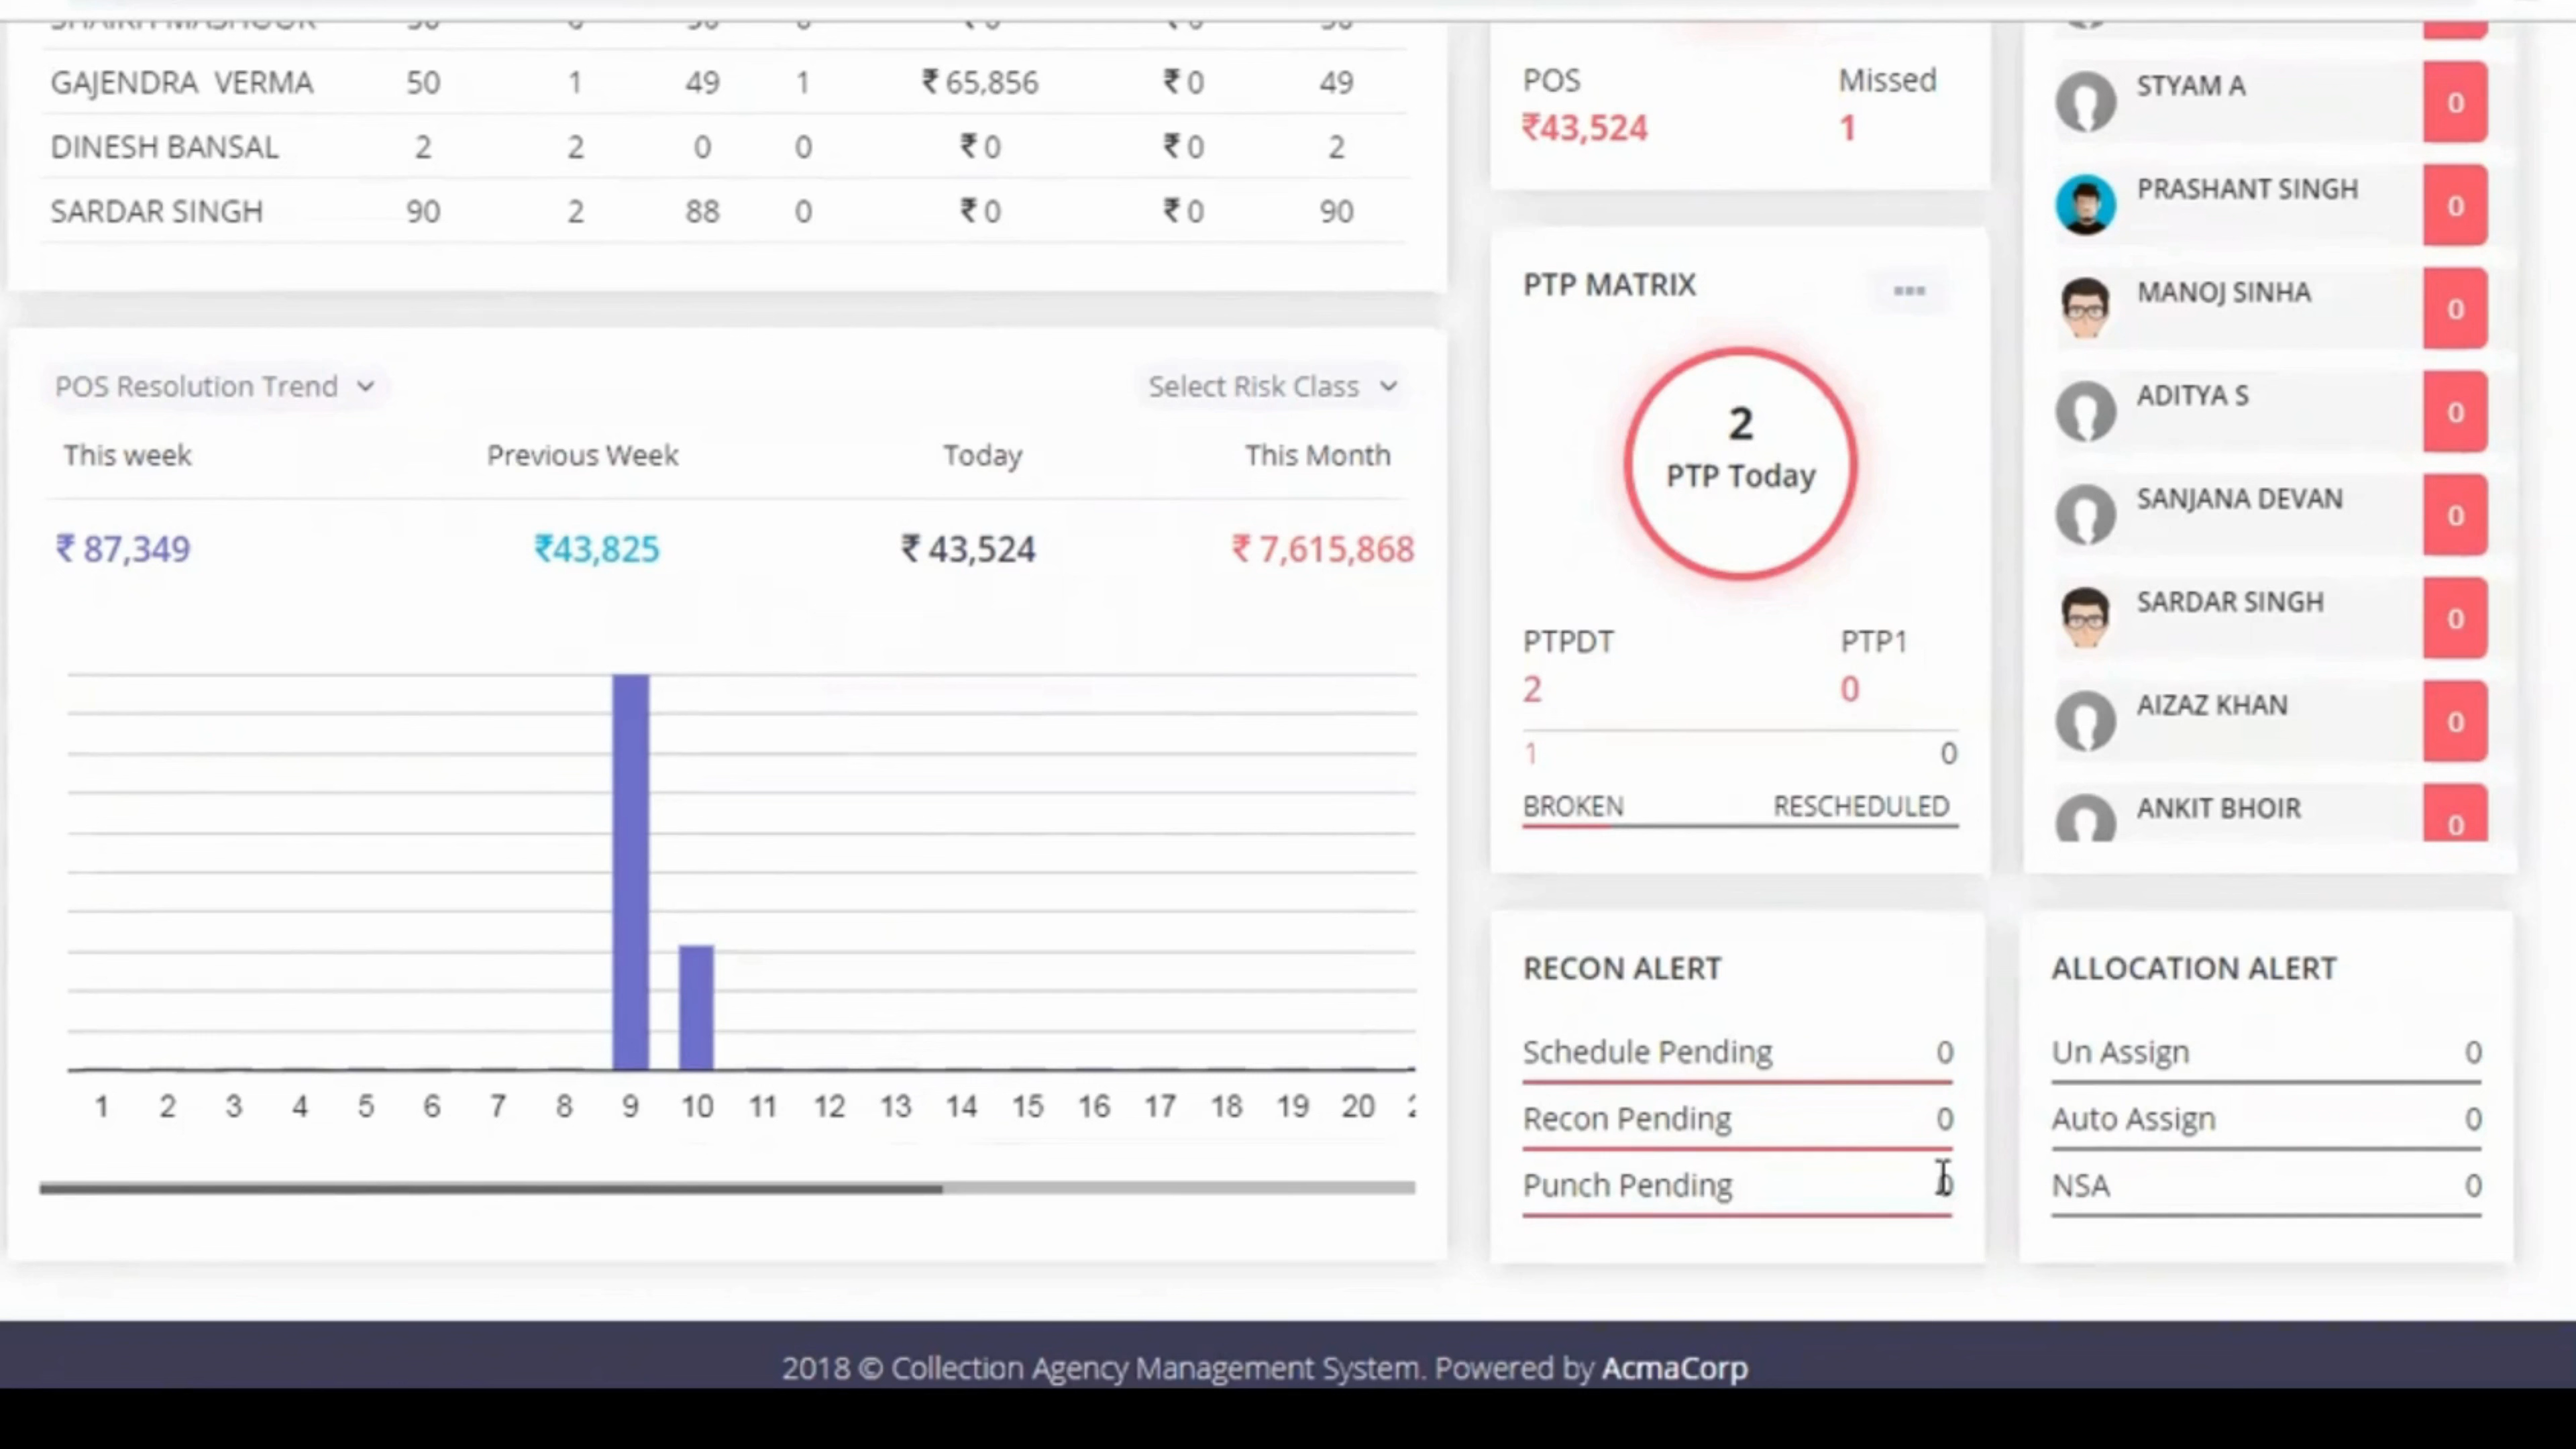 GAJENDRA VERMA 50 1 49 1 ₹ 65,856 ₹ 0 49
DINESH BANSAL 2 2 0 0 ₹ 0 ₹ 0 2
SARDAR SINGH 90 2 88 0 ₹ 0 ₹ 0 90
POS Resolution Trend Select Risk Class
This week Previous Week Today This Month
₹ 87,349 ₹43,825 ₹ 43,524 ₹ 7,615,868
1 2 3 4 5 6 7 8 9 10 11 12 13 14 15 16 17 18 19 20
POS Missed
₹43,524 1
PTP MATRIX
2
PTP Today
PTPDT PTP1
2 0
1 0
BROKEN RESCHEDULED
STYAM A 0
PRASHANT SINGH 0
MANOJ SINHA 0
ADITYA S 0
SANJANA DEVAN 0
SARDAR SINGH 0
AIZAZ KHAN 0
ANKIT BHOIR 0
RECON ALERT
Schedule Pending 0
Recon Pending 0
Punch Pending
ALLOCATION ALERT
Un Assign 0
Auto Assign 0
NSA 0
2018 © Collection Agency Management System. Powered by AcmaCorp